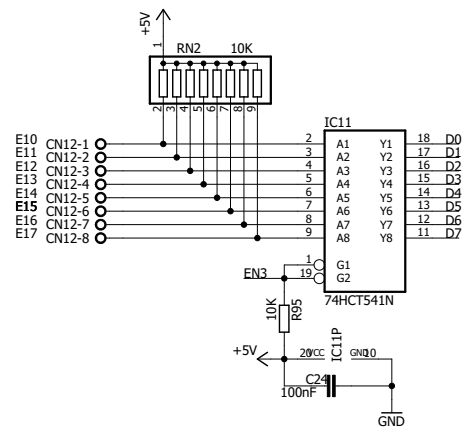 +5V
1
RN2 10K
2 3 4 5 6 7 8 9
IC11
E10 CN12-1 2 A1 Y1 18 D0
E11 CN12-2 3 A2 Y2 17 D1
E12 CN12-3 4 A3 Y3 16 D2
E13 CN12-4 5 A4 Y4 15 D3
E14 CN12-5 6 A5 Y5 14 D4
E15 CN12-6 7 A6 Y6 13 D5
E16 CN12-7 8 A7 Y7 12 D6
E17 CN12-8 9 A8 Y8 11 D7
1 G1
EN3 19 G2
74HCT541N
10K R95
IC11P
+5V 20 VCC GND 10
C24
100nF
GND